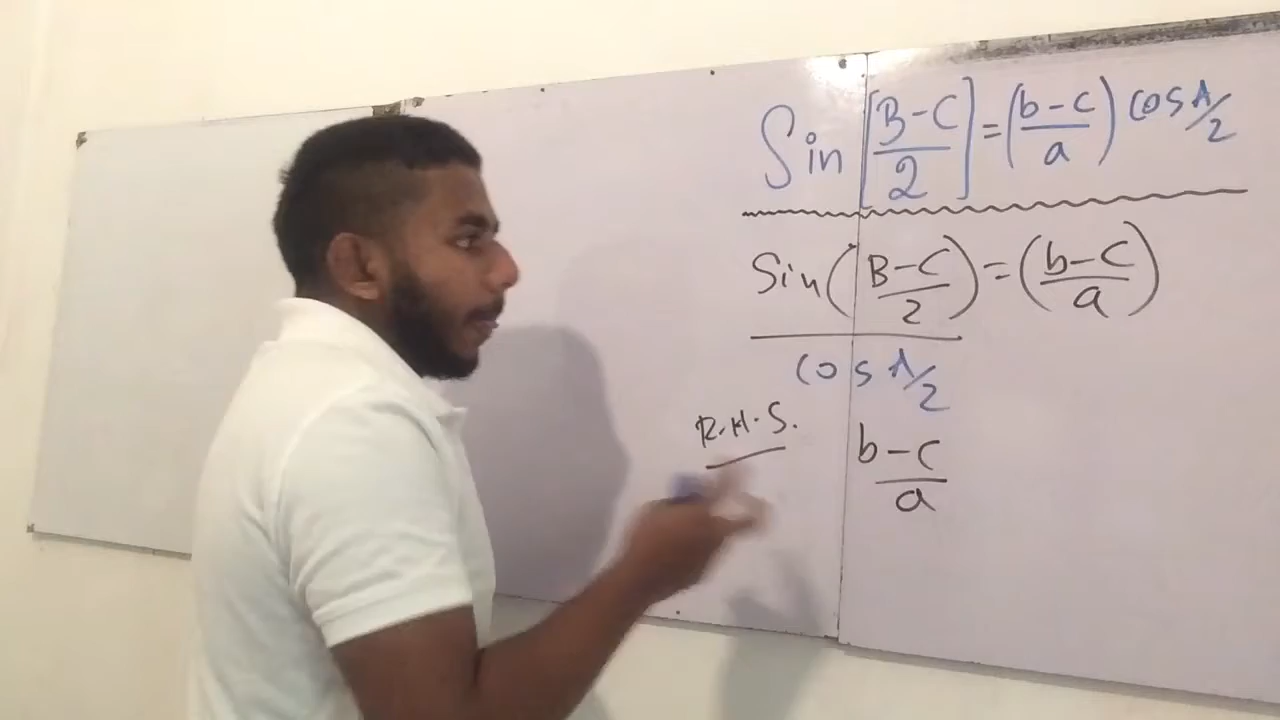 Sin[B-C/2]=(b-c/a) cos A/2
Sin(B-C/2)=(b-c/a)
cos A/2
R.H.S. b-c/a